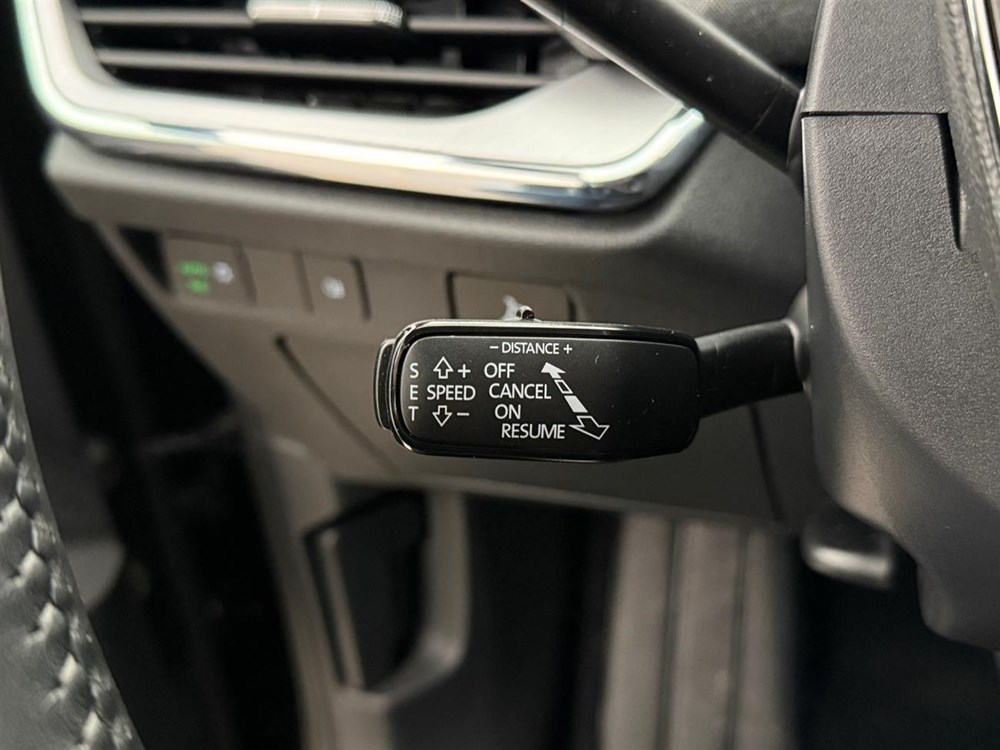 − DISTANCE +
S + OFF
E SPEED CANCEL
T − ON
RESUME